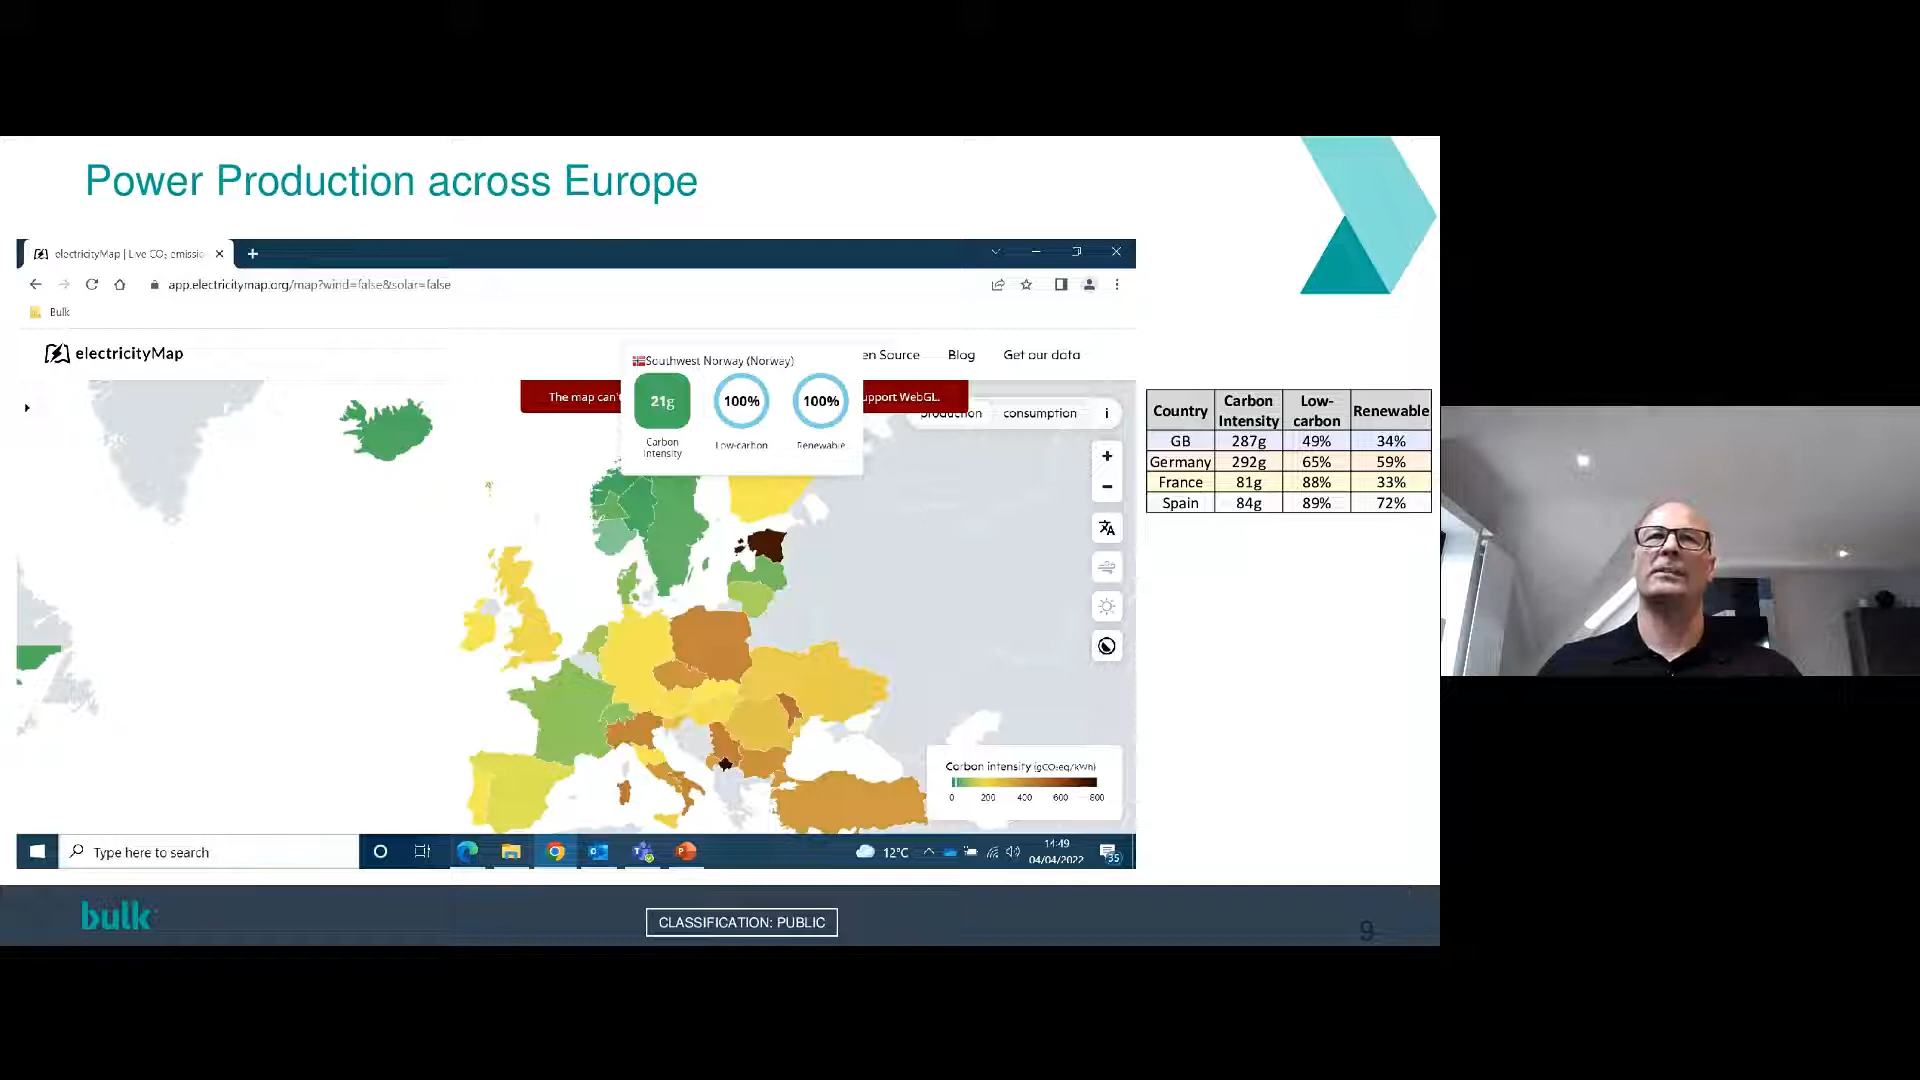 Power Production across Europe
electricityMap | Live CO₂ emissio
app.electricitymap.org/map?wind=false&solar=false
Bulk
electricityMap
en Source Blog Get our data
Southwest Norway (Norway)
21g 100% 100%
Carbon Intensity Low-carbon Renewable
The map can' upport WebGL.
production consumption
Country Carbon Intensity Low-carbon Renewable
GB 287g 49% 34%
Germany 292g 65% 59%
France 81g 88% 33%
Spain 84g 89% 72%
Carbon intensity (gCO₂eq/kWh)
0 200 400 600 800
Type here to search
12°C
14:49
04/04/2022
35
bulk
CLASSIFICATION: PUBLIC
9